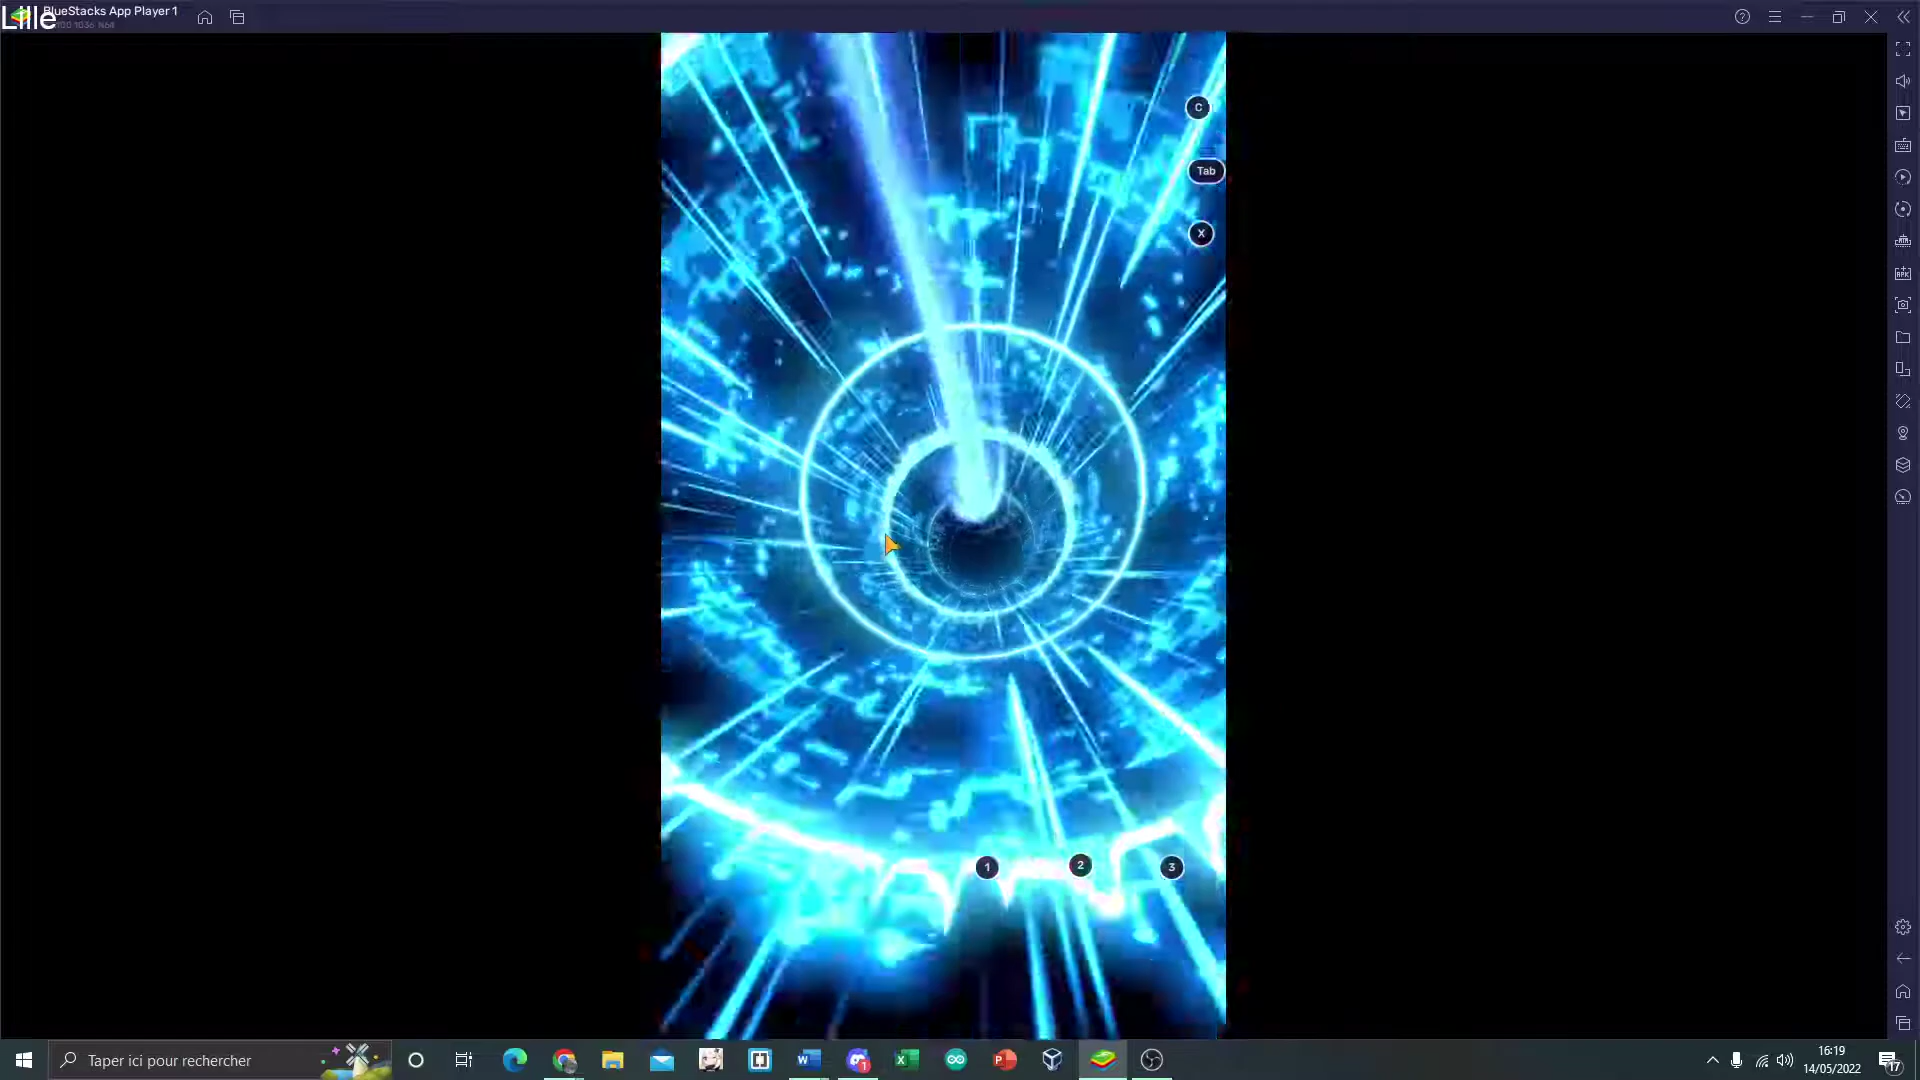 Lille
BlueStacks App Player 1
C
Tab
X
1
2
3
Taper ici pour rechercher
16:19
14/05/2022
17